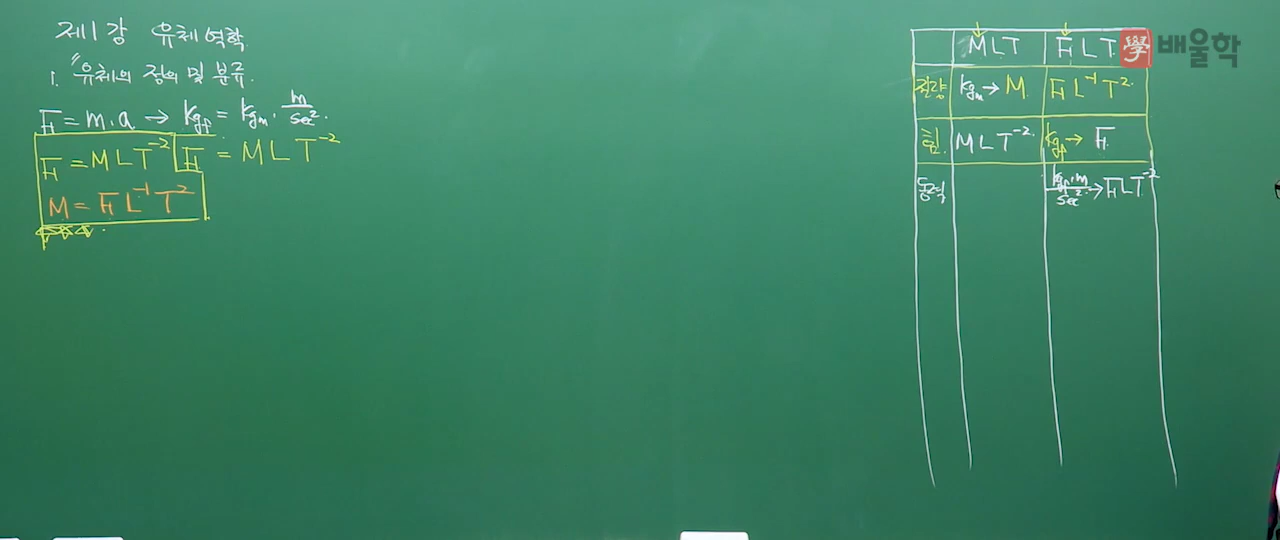 제1강 유체역학
1. "유체의 정의 및 분류.
F = m.a → kgf = kgm. m/sec².
F = MLT⁻² F = MLT⁻²
M = FL⁻¹T²
MLT FLT 學 배울학
질량 kgm → M FL⁻¹T².
힘 MLT⁻². kgf → F
동력 kgf.m/sec². → FLT⁻²